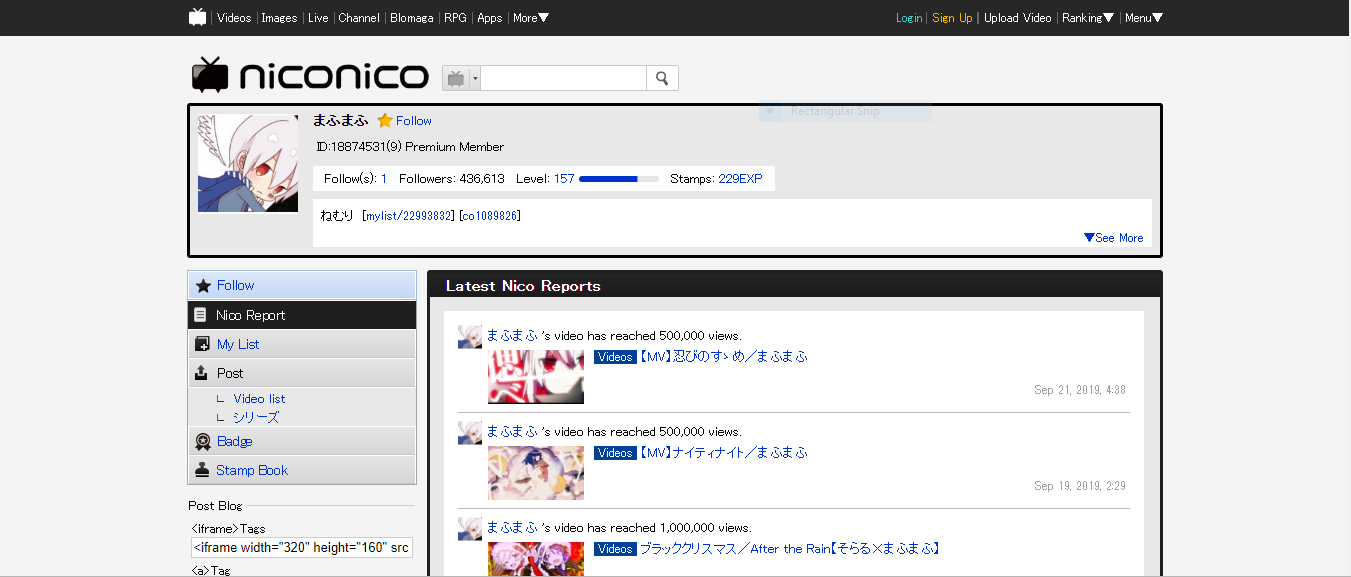 Videos Images Live Channel Blomaga RPG Apps More▼ Login Sign Up Upload Video Ranking▼ Menu▼
niconico
Rectangular Snip
まふまふ Follow
ID:18874531(9) Premium Member
Follow(s): 1 Followers: 436,613 Level: 157 Stamps: 229EXP
ねむり [mylist/22993832] [co1089826]
▼See More
Follow
Nico Report
My List
Post
Video list
シリーズ
Badge
Stamp Book
Post Blog
<iframe>Tags
<iframe width="320" height="160" src
<a>Tag
Latest Nico Reports
まふまふ 's video has reached 500,000 views.
Videos 【MV】忍びのすゝめ／まふまふ
Sep 21, 2019, 4:38
まふまふ 's video has reached 500,000 views.
Videos 【MV】ナイティナイト／まふまふ
Sep 19, 2019, 2:29
まふまふ 's video has reached 1,000,000 views.
Videos ブラッククリスマス／After the Rain【そらる×まふまふ】